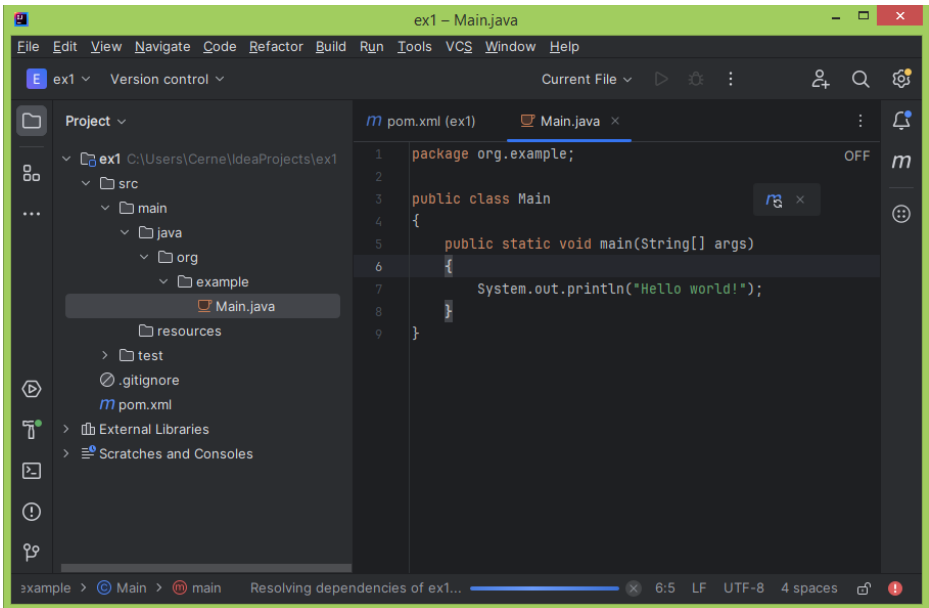 ex1 – Main.java
File Edit View Navigate Code Refactor Build Run Tools VCS Window Help
E ex1 Version control Current File
Project
m pom.xml (ex1) Main.java
ex1 C:\Users\Cerne\IdeaProjects\ex1
src
main
java
org
example
Main.java
resources
test
.gitignore
m pom.xml
External Libraries
Scratches and Consoles
OFF
m
1 package org.example;
2
3 public class Main
4 {
5 public static void main(String[] args)
6 {
7 System.out.println("Hello world!");
8 }
9 }
example > Main > main Resolving dependencies of ex1... 6:5 LF UTF-8 4 spaces